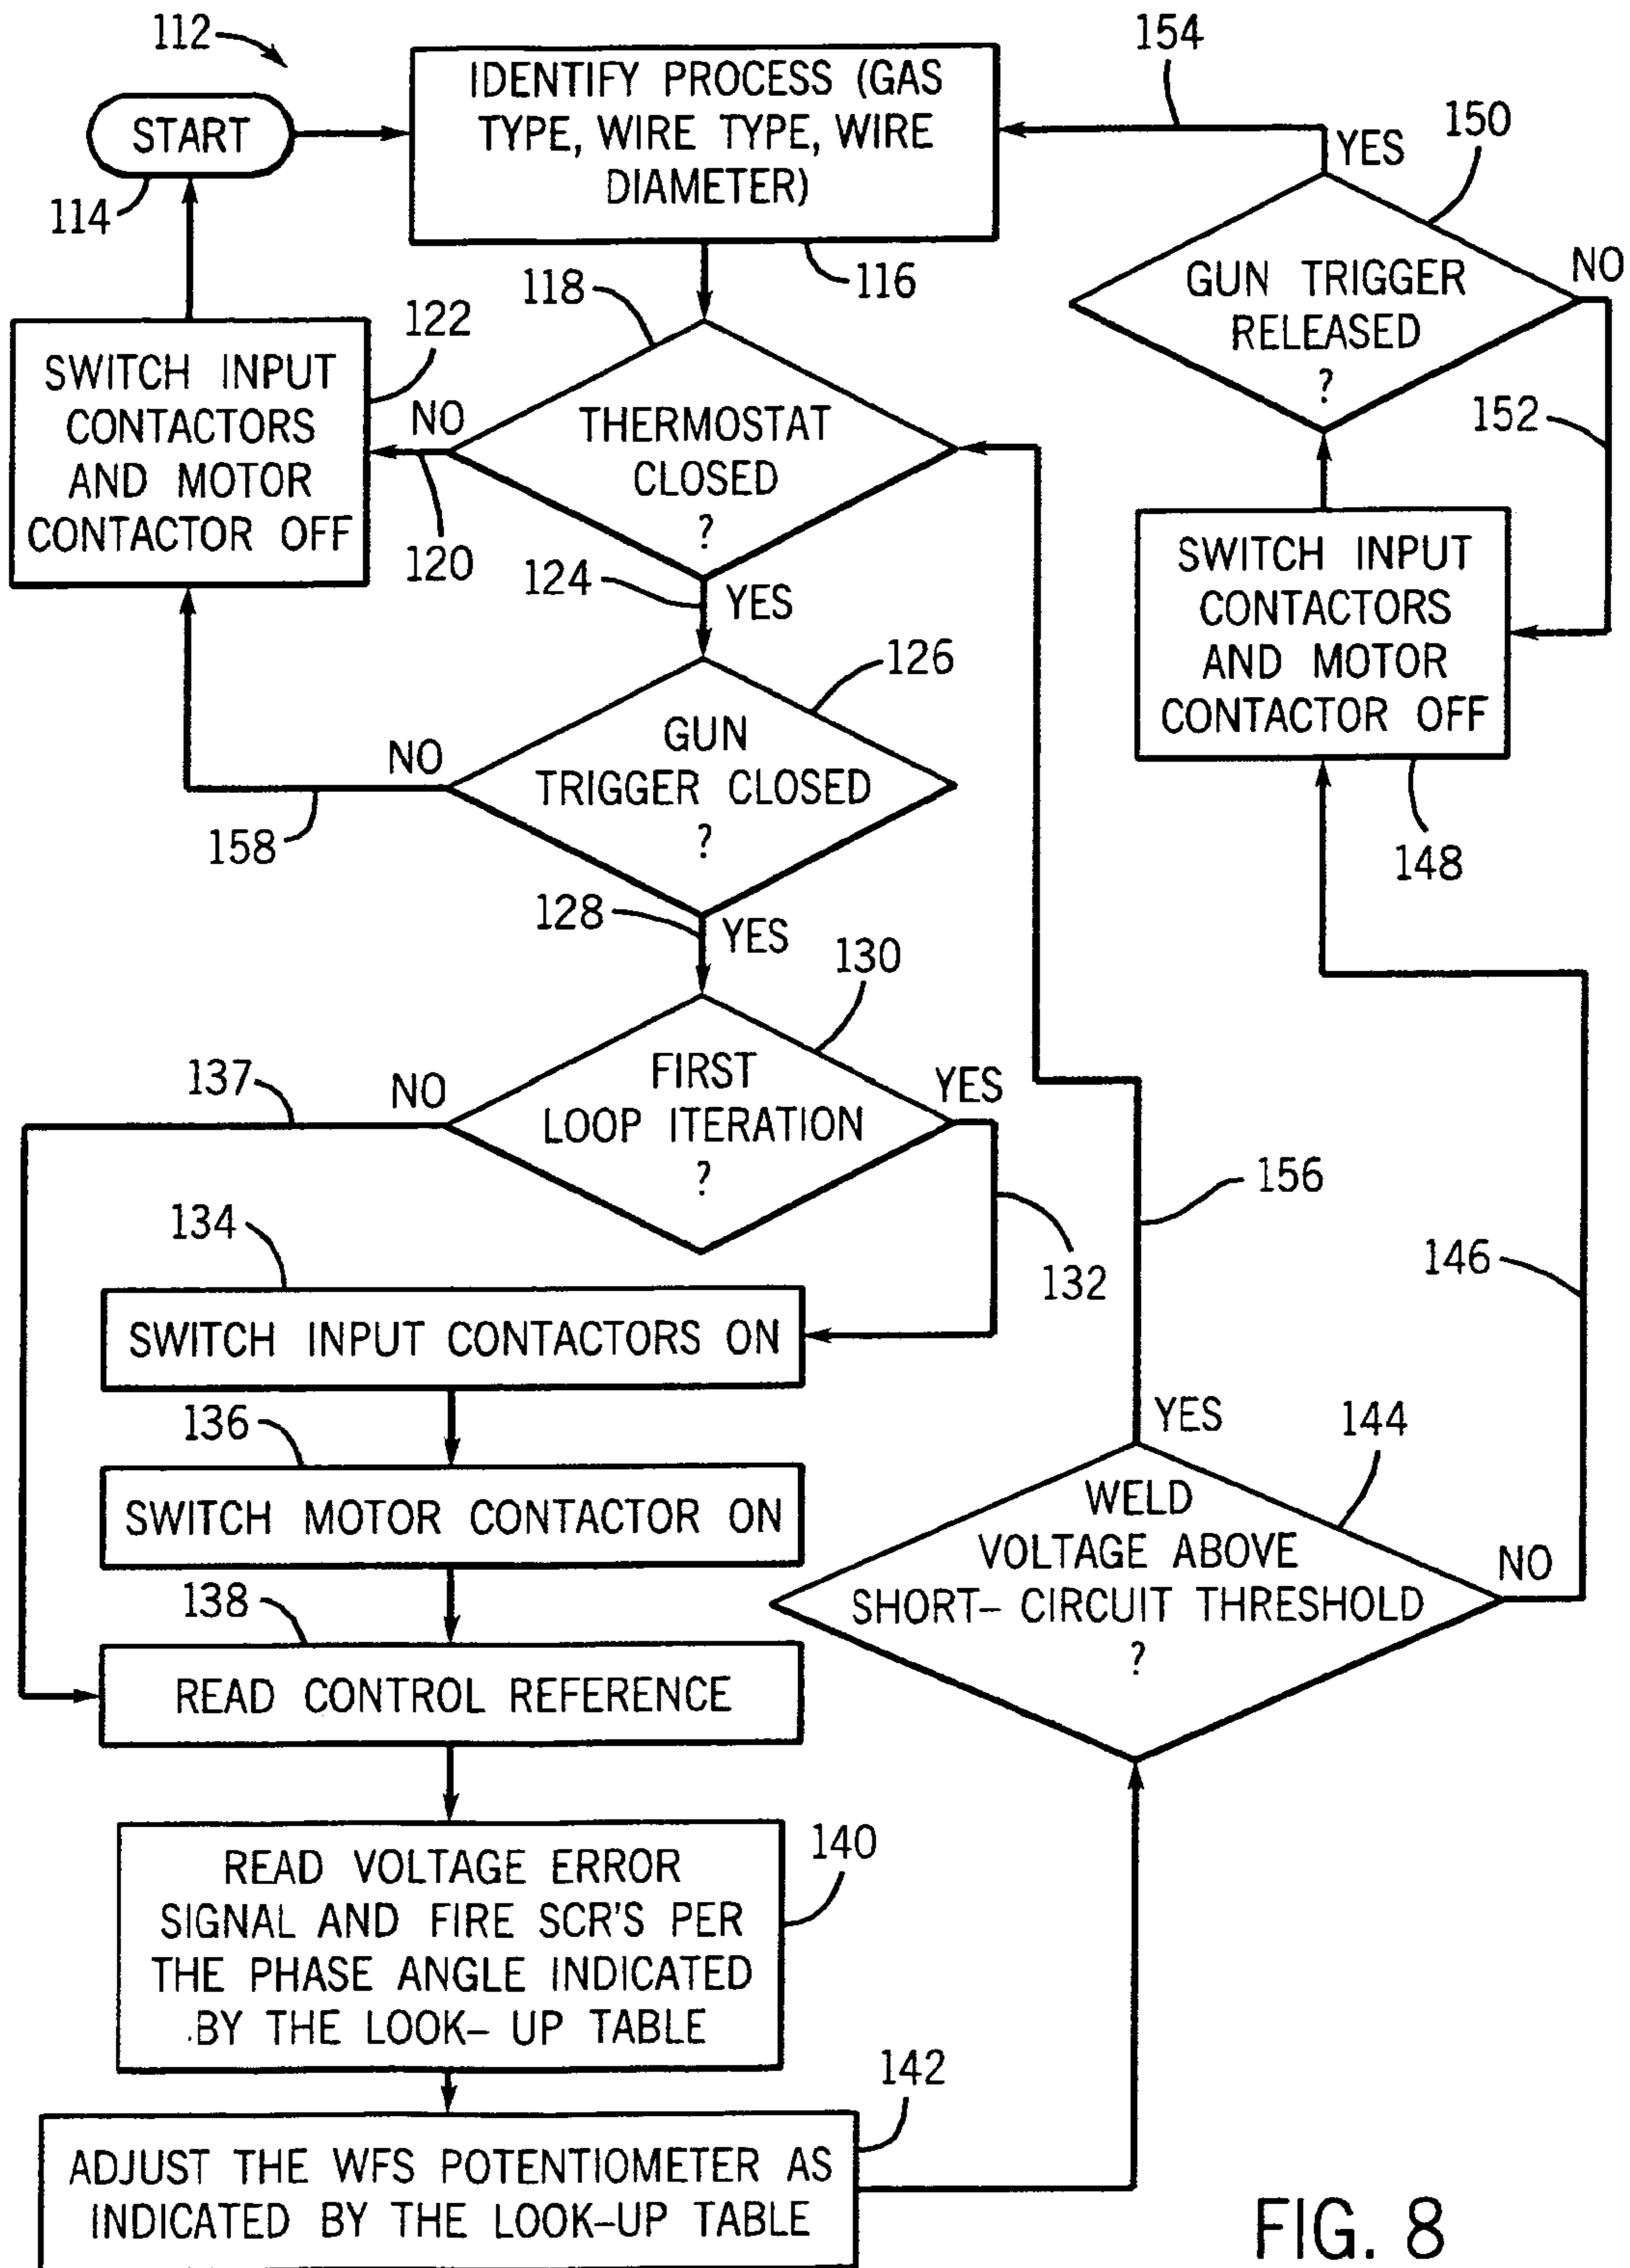 112
START
114
IDENTIFY PROCESS (GAS
TYPE, WIRE TYPE, WIRE
DIAMETER)
116
154
YES
150
GUN TRIGGER
RELEASED
?
NO
152
118
THERMOSTAT
CLOSED
?
NO
120
122
SWITCH INPUT
CONTACTORS
AND MOTOR
CONTACTOR OFF
124
YES
SWITCH INPUT
CONTACTORS
AND MOTOR
CONTACTOR OFF
148
126
GUN
TRIGGER CLOSED
?
NO
158
128
YES
130
FIRST
LOOP ITERATION
?
NO
137
YES
132
134
SWITCH INPUT CONTACTORS ON
136
SWITCH MOTOR CONTACTOR ON
138
READ CONTROL REFERENCE
140
READ VOLTAGE ERROR
SIGNAL AND FIRE SCR'S PER
THE PHASE ANGLE INDICATED
BY THE LOOK- UP TABLE
142
ADJUST THE WFS POTENTIOMETER AS
INDICATED BY THE LOOK-UP TABLE
156
146
YES
144
WELD
VOLTAGE ABOVE
SHORT- CIRCUIT THRESHOLD
?
NO
FIG. 8